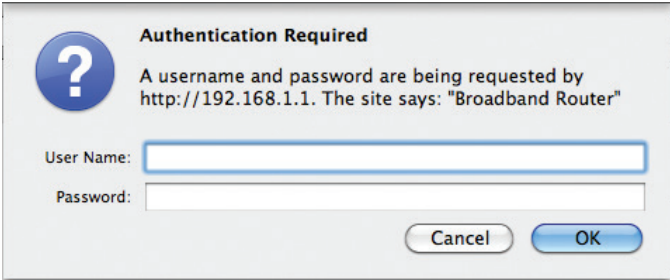 Authentication Required
A username and password are being requested by
http://192.168.1.1. The site says: "Broadband Router"
User Name:
Password:
Cancel OK